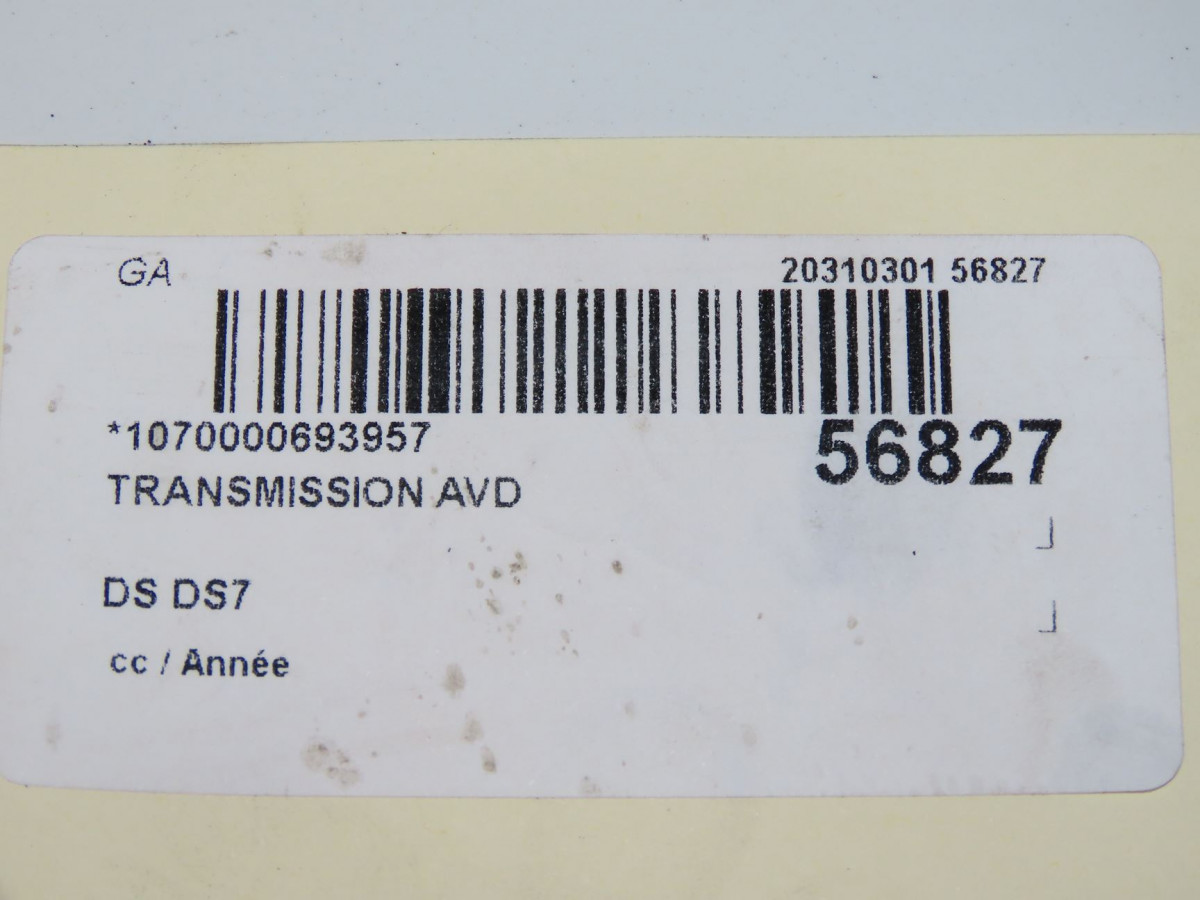 GA 20310301 56827
*1070000693957 56827
TRANSMISSION AVD
DS DS7
cc / Année